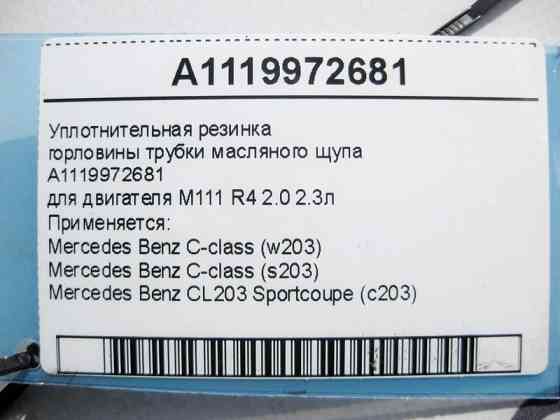 A1119972681
Уплотнительная резинка
горловины трубки масляного щупа
A1119972681
для двигателя M111 R4 2.0 2.3л
Применяется:
Mercedes Benz C-class (w203)
Mercedes Benz C-class (s203)
Mercedes Benz CL203 Sportcoupe (c203)